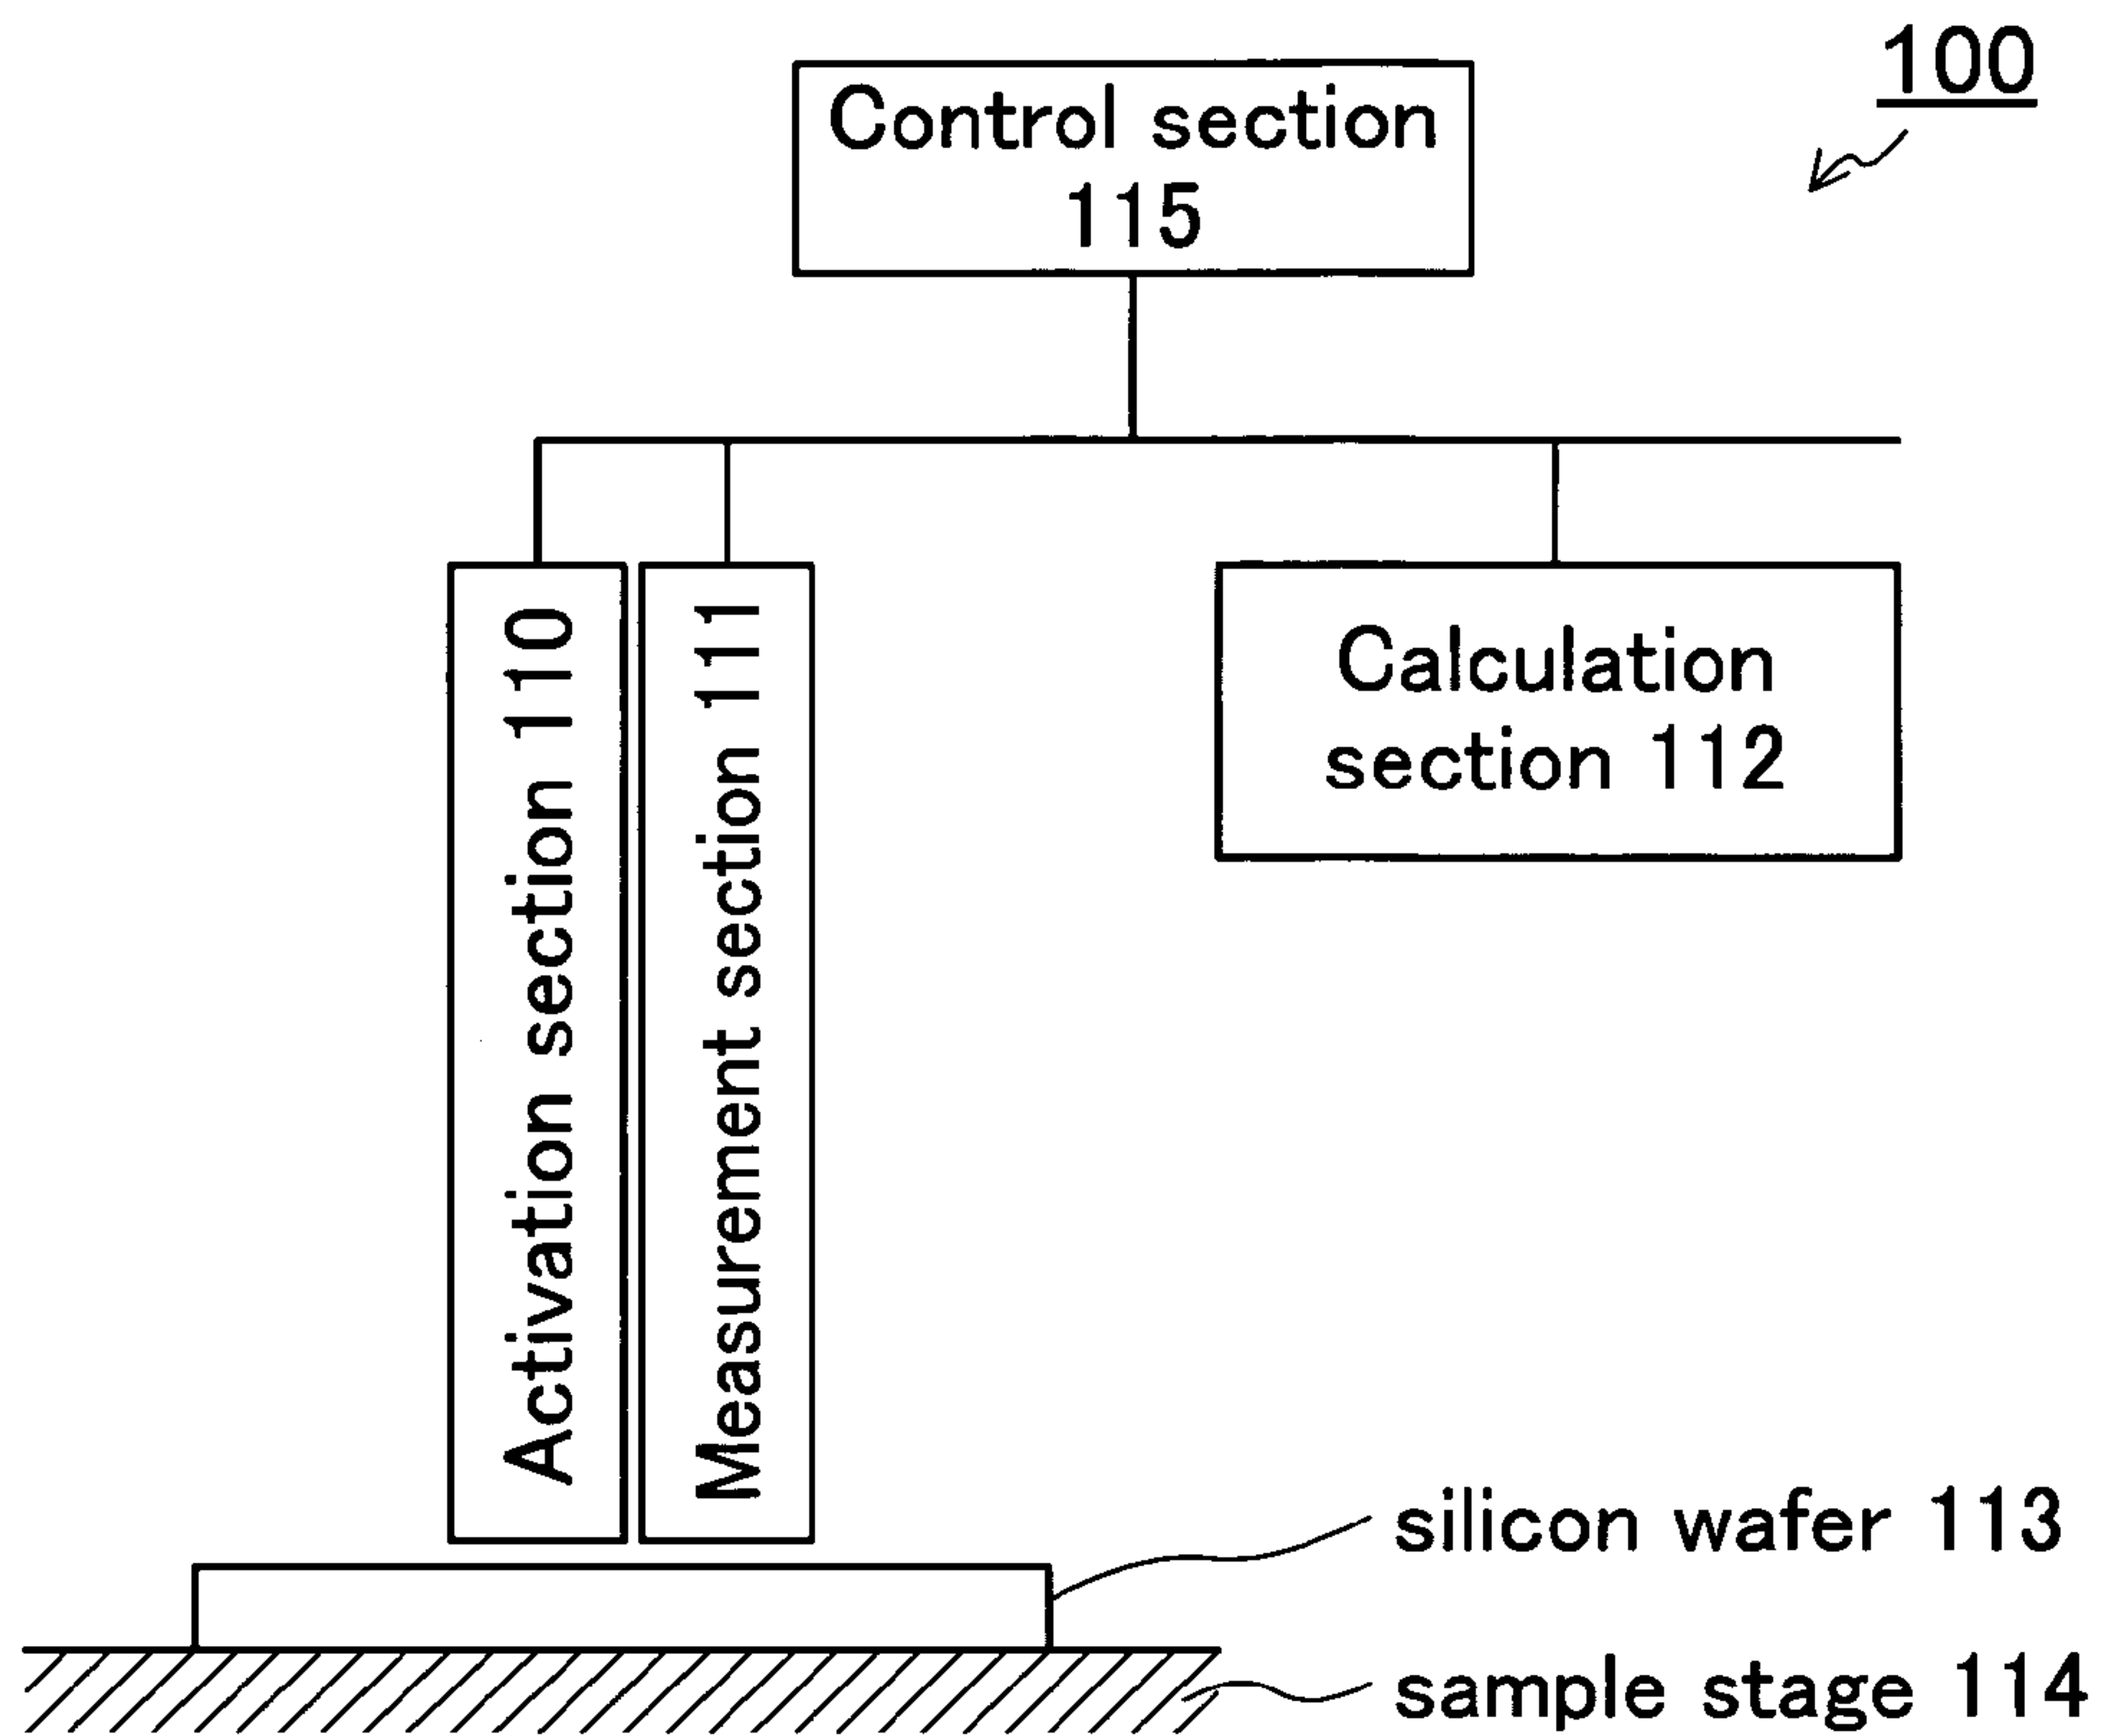 100
Control section
115
Activation section 110
Measurement section 111
Calculation
section 112
silicon wafer 113
sample stage 114